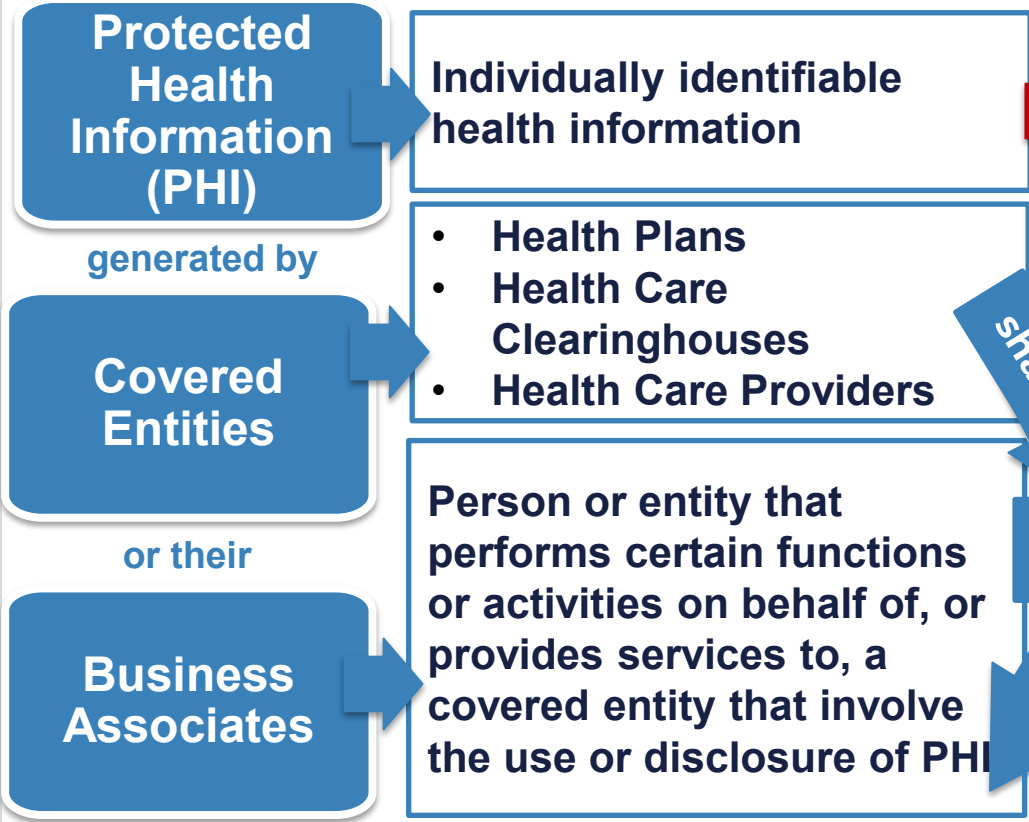 Protected
Health
Information
(PHI)
Individually identifiable
health information
generated by
Covered
Entities
• Health Plans
• Health Care
Clearinghouses
• Health Care Providers
or their
Business
Associates
Person or entity that
performs certain functions
or activities on behalf of, or
provides services to, a
covered entity that involve
the use or disclosure of PHI